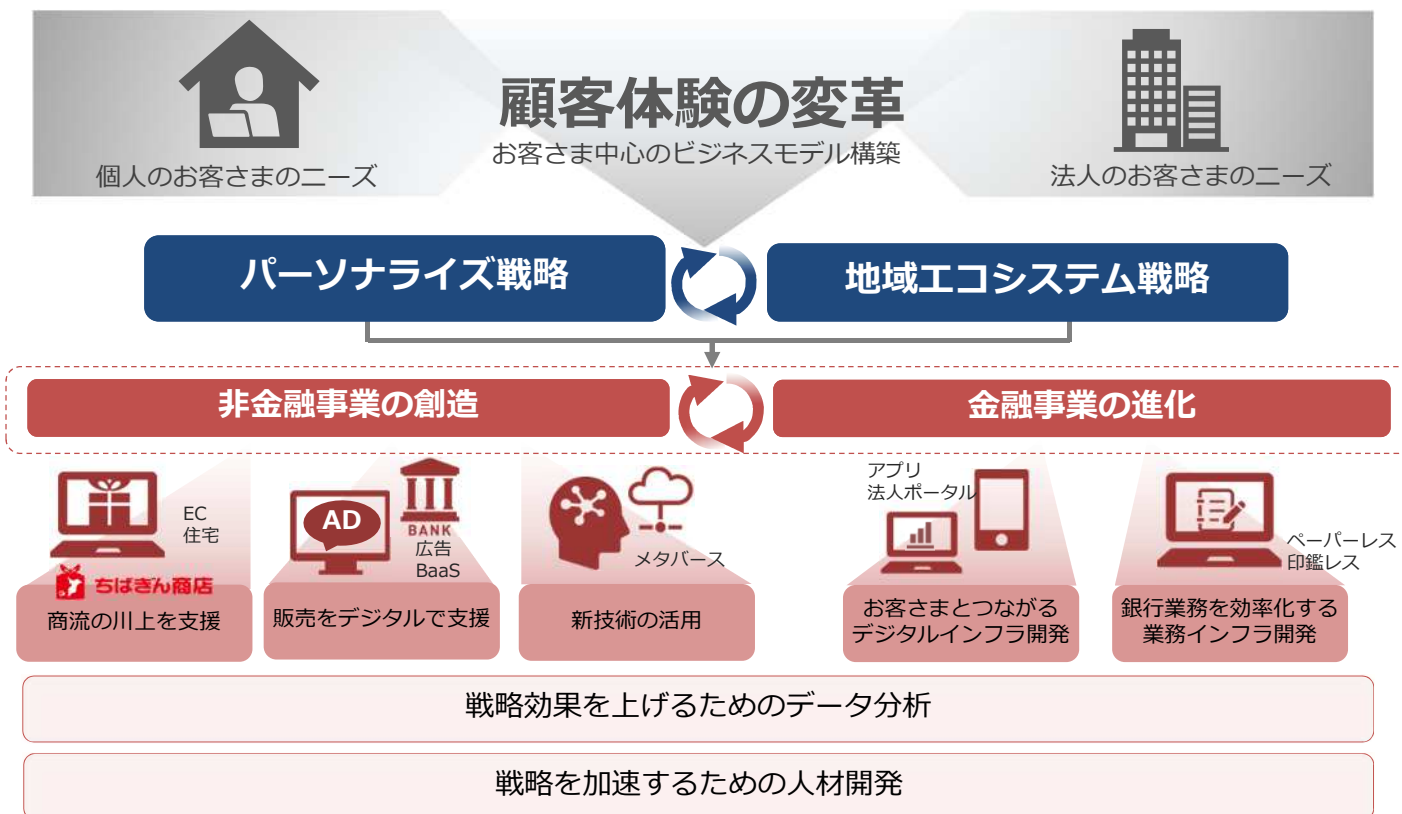 顧客体験の変革
お客さま中心のビジネスモデル構築
個人のお客さまのニーズ
法人のお客さまのニーズ
パーソナライズ戦略
地域エコシステム戦略
非金融事業の創造
金融事業の進化
EC
住宅
ちばぎん商店
商流の川上を支援
AD
BANK
広告
BaaS
販売をデジタルで支援
メタバース
新技術の活用
アプリ
法人ポータル
お客さまとつながる
デジタルインフラ開発
ペーパーレス
印鑑レス
銀行業務を効率化する
業務インフラ開発
戦略効果を上げるためのデータ分析
戦略を加速するための人材開発